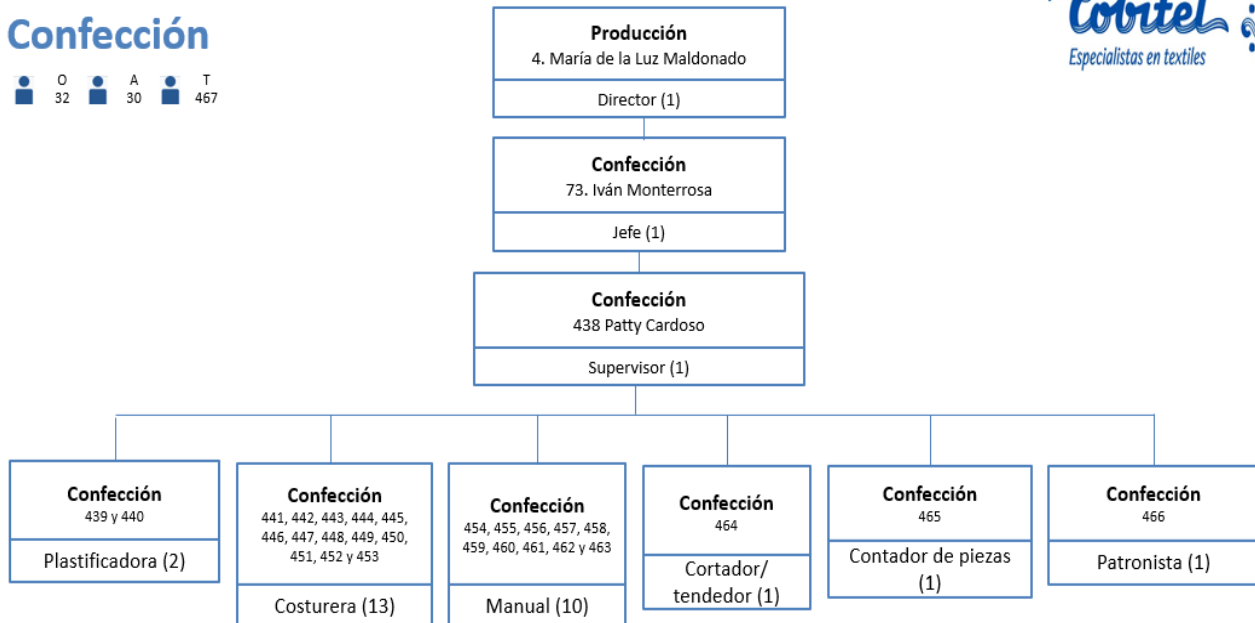 Confección
O
32
A
30
T
467
Cobitel
Especialistas en textiles
Producción
4. María de la Luz Maldonado
Director (1)
Confección
73. Iván Monterrosa
Jefe (1)
Confección
438 Patty Cardoso
Supervisor (1)
Confección
439 y 440
Plastificadora (2)
Confección
441, 442, 443, 444, 445,
446, 447, 448, 449, 450,
451, 452 y 453
Costurera (13)
Confección
454, 455, 456, 457, 458,
459, 460, 461, 462 y 463
Manual (10)
Confección
464
Cortador/
tendedor (1)
Confección
465
Contador de piezas
(1)
Confección
466
Patronista (1)